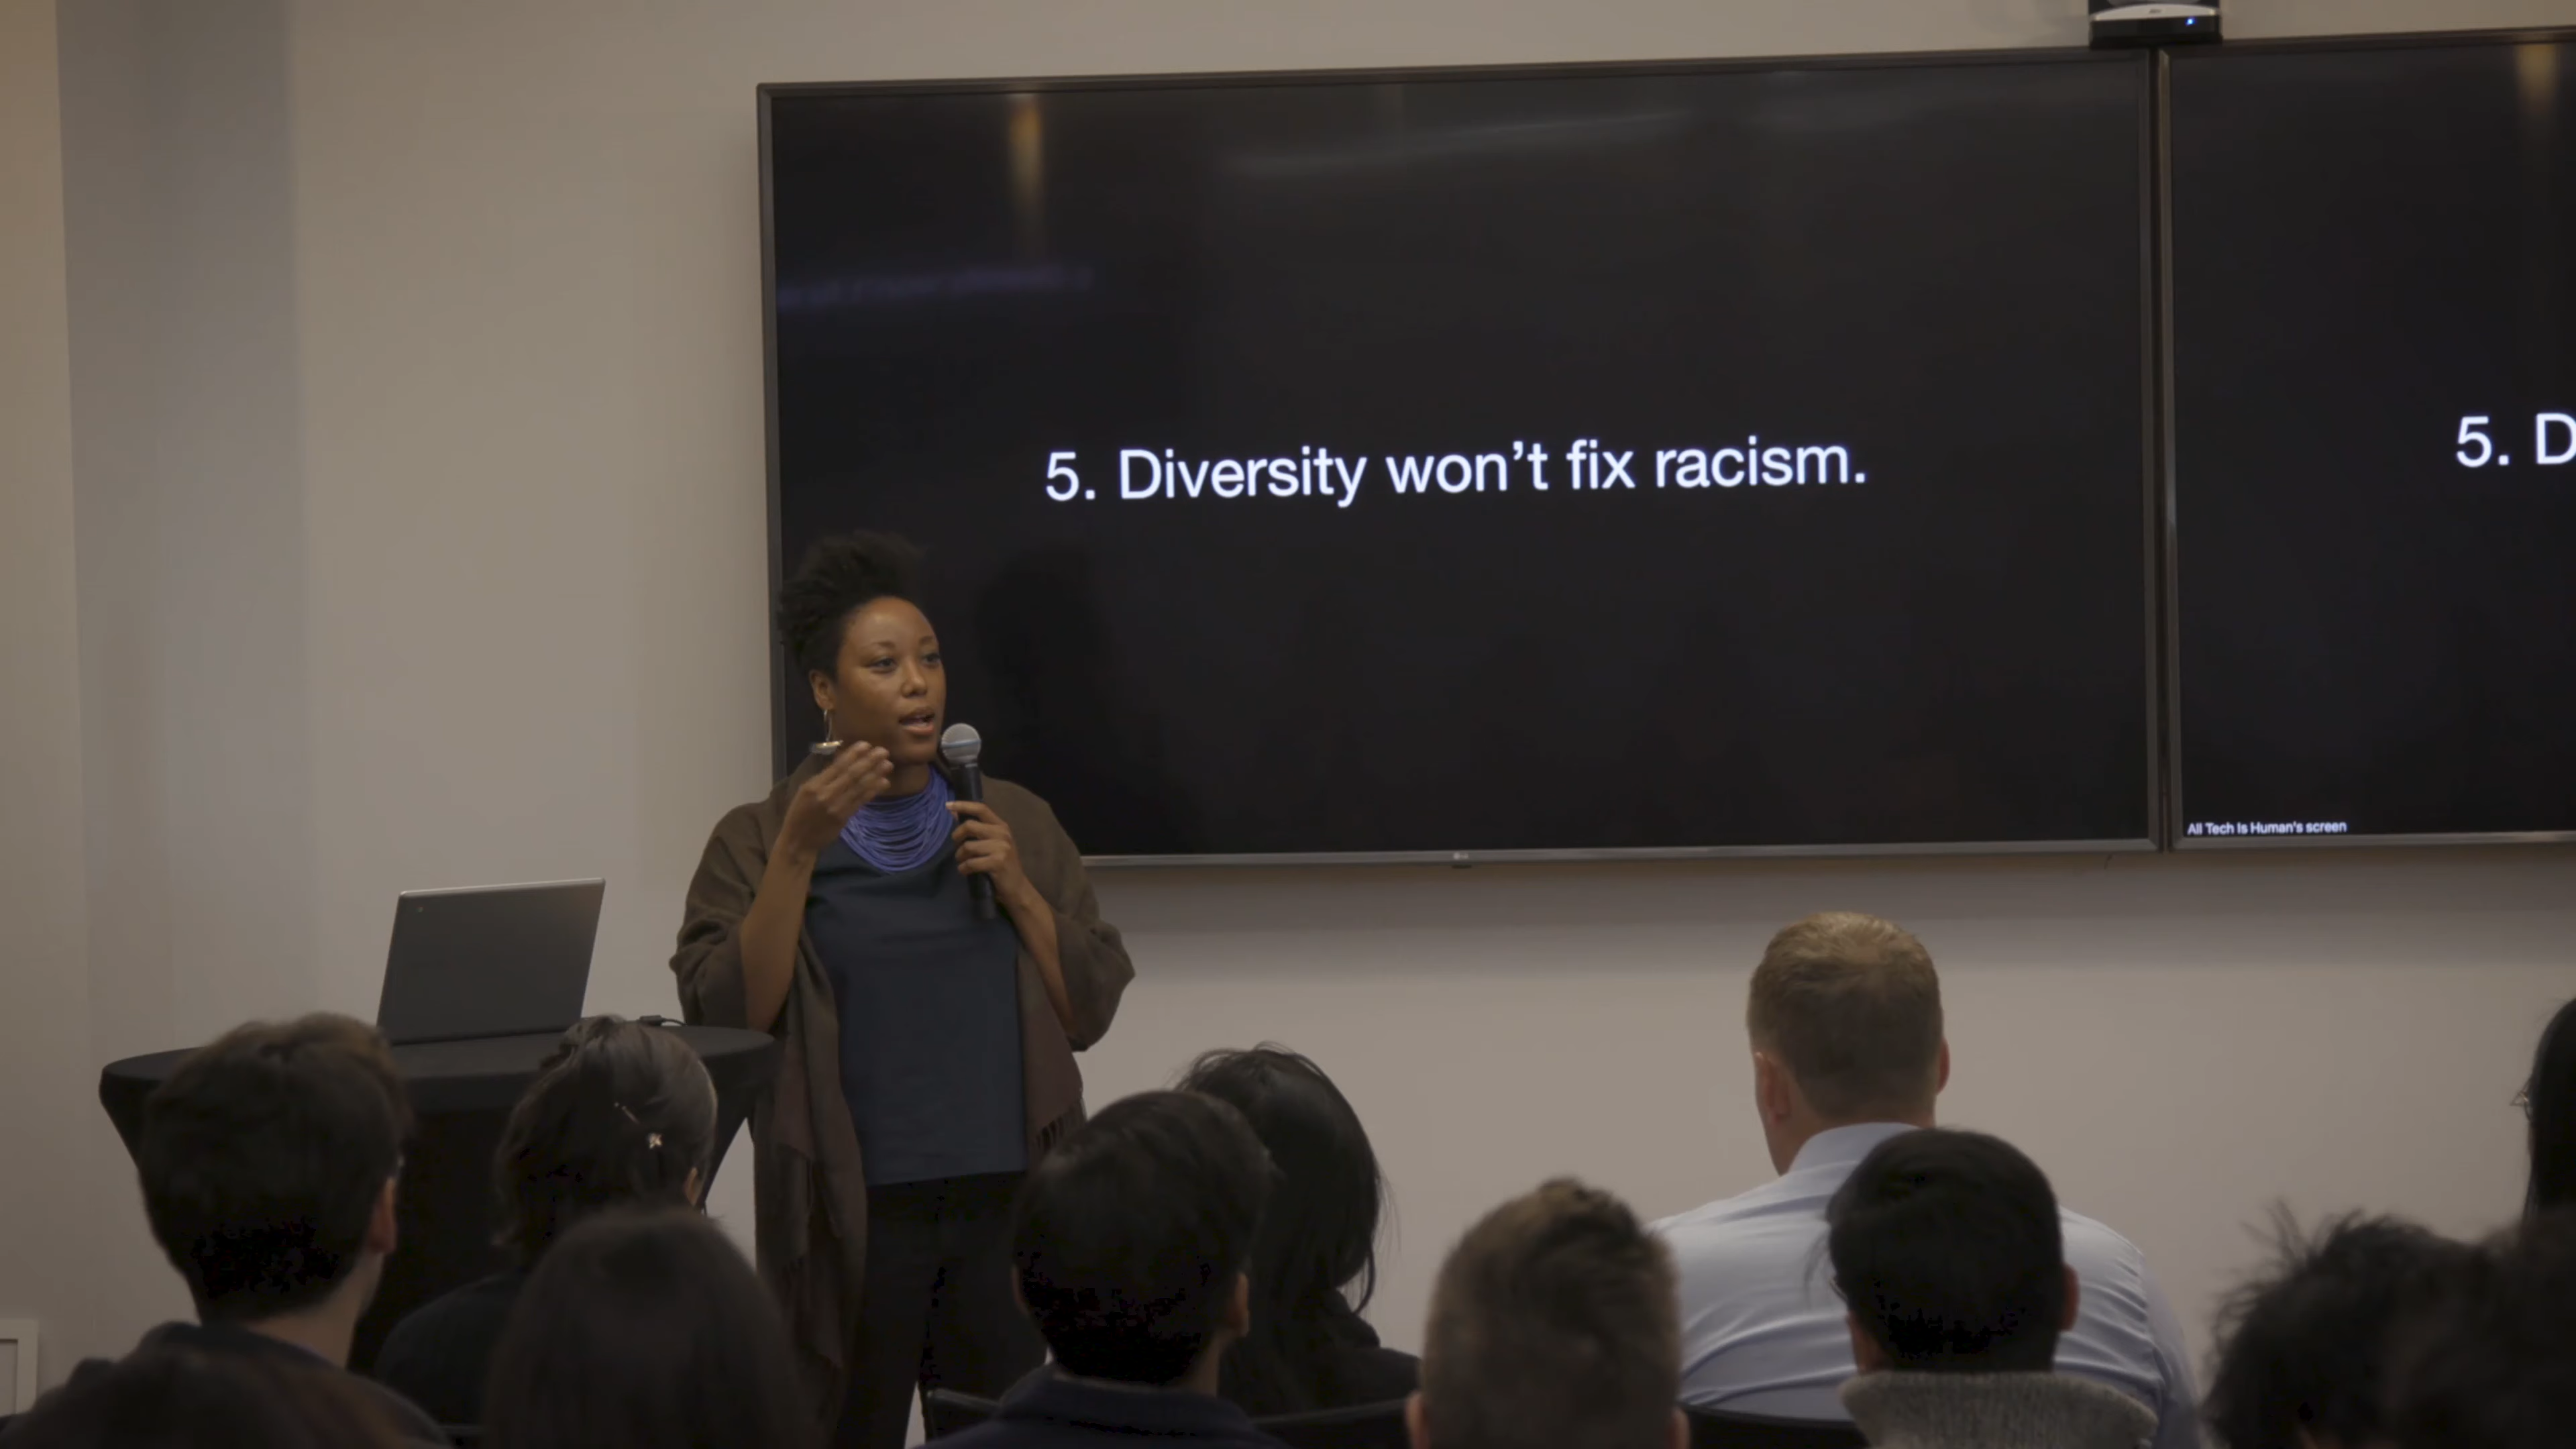 5. Diversity won't fix racism.
5. D
All Tech Is Human's screen